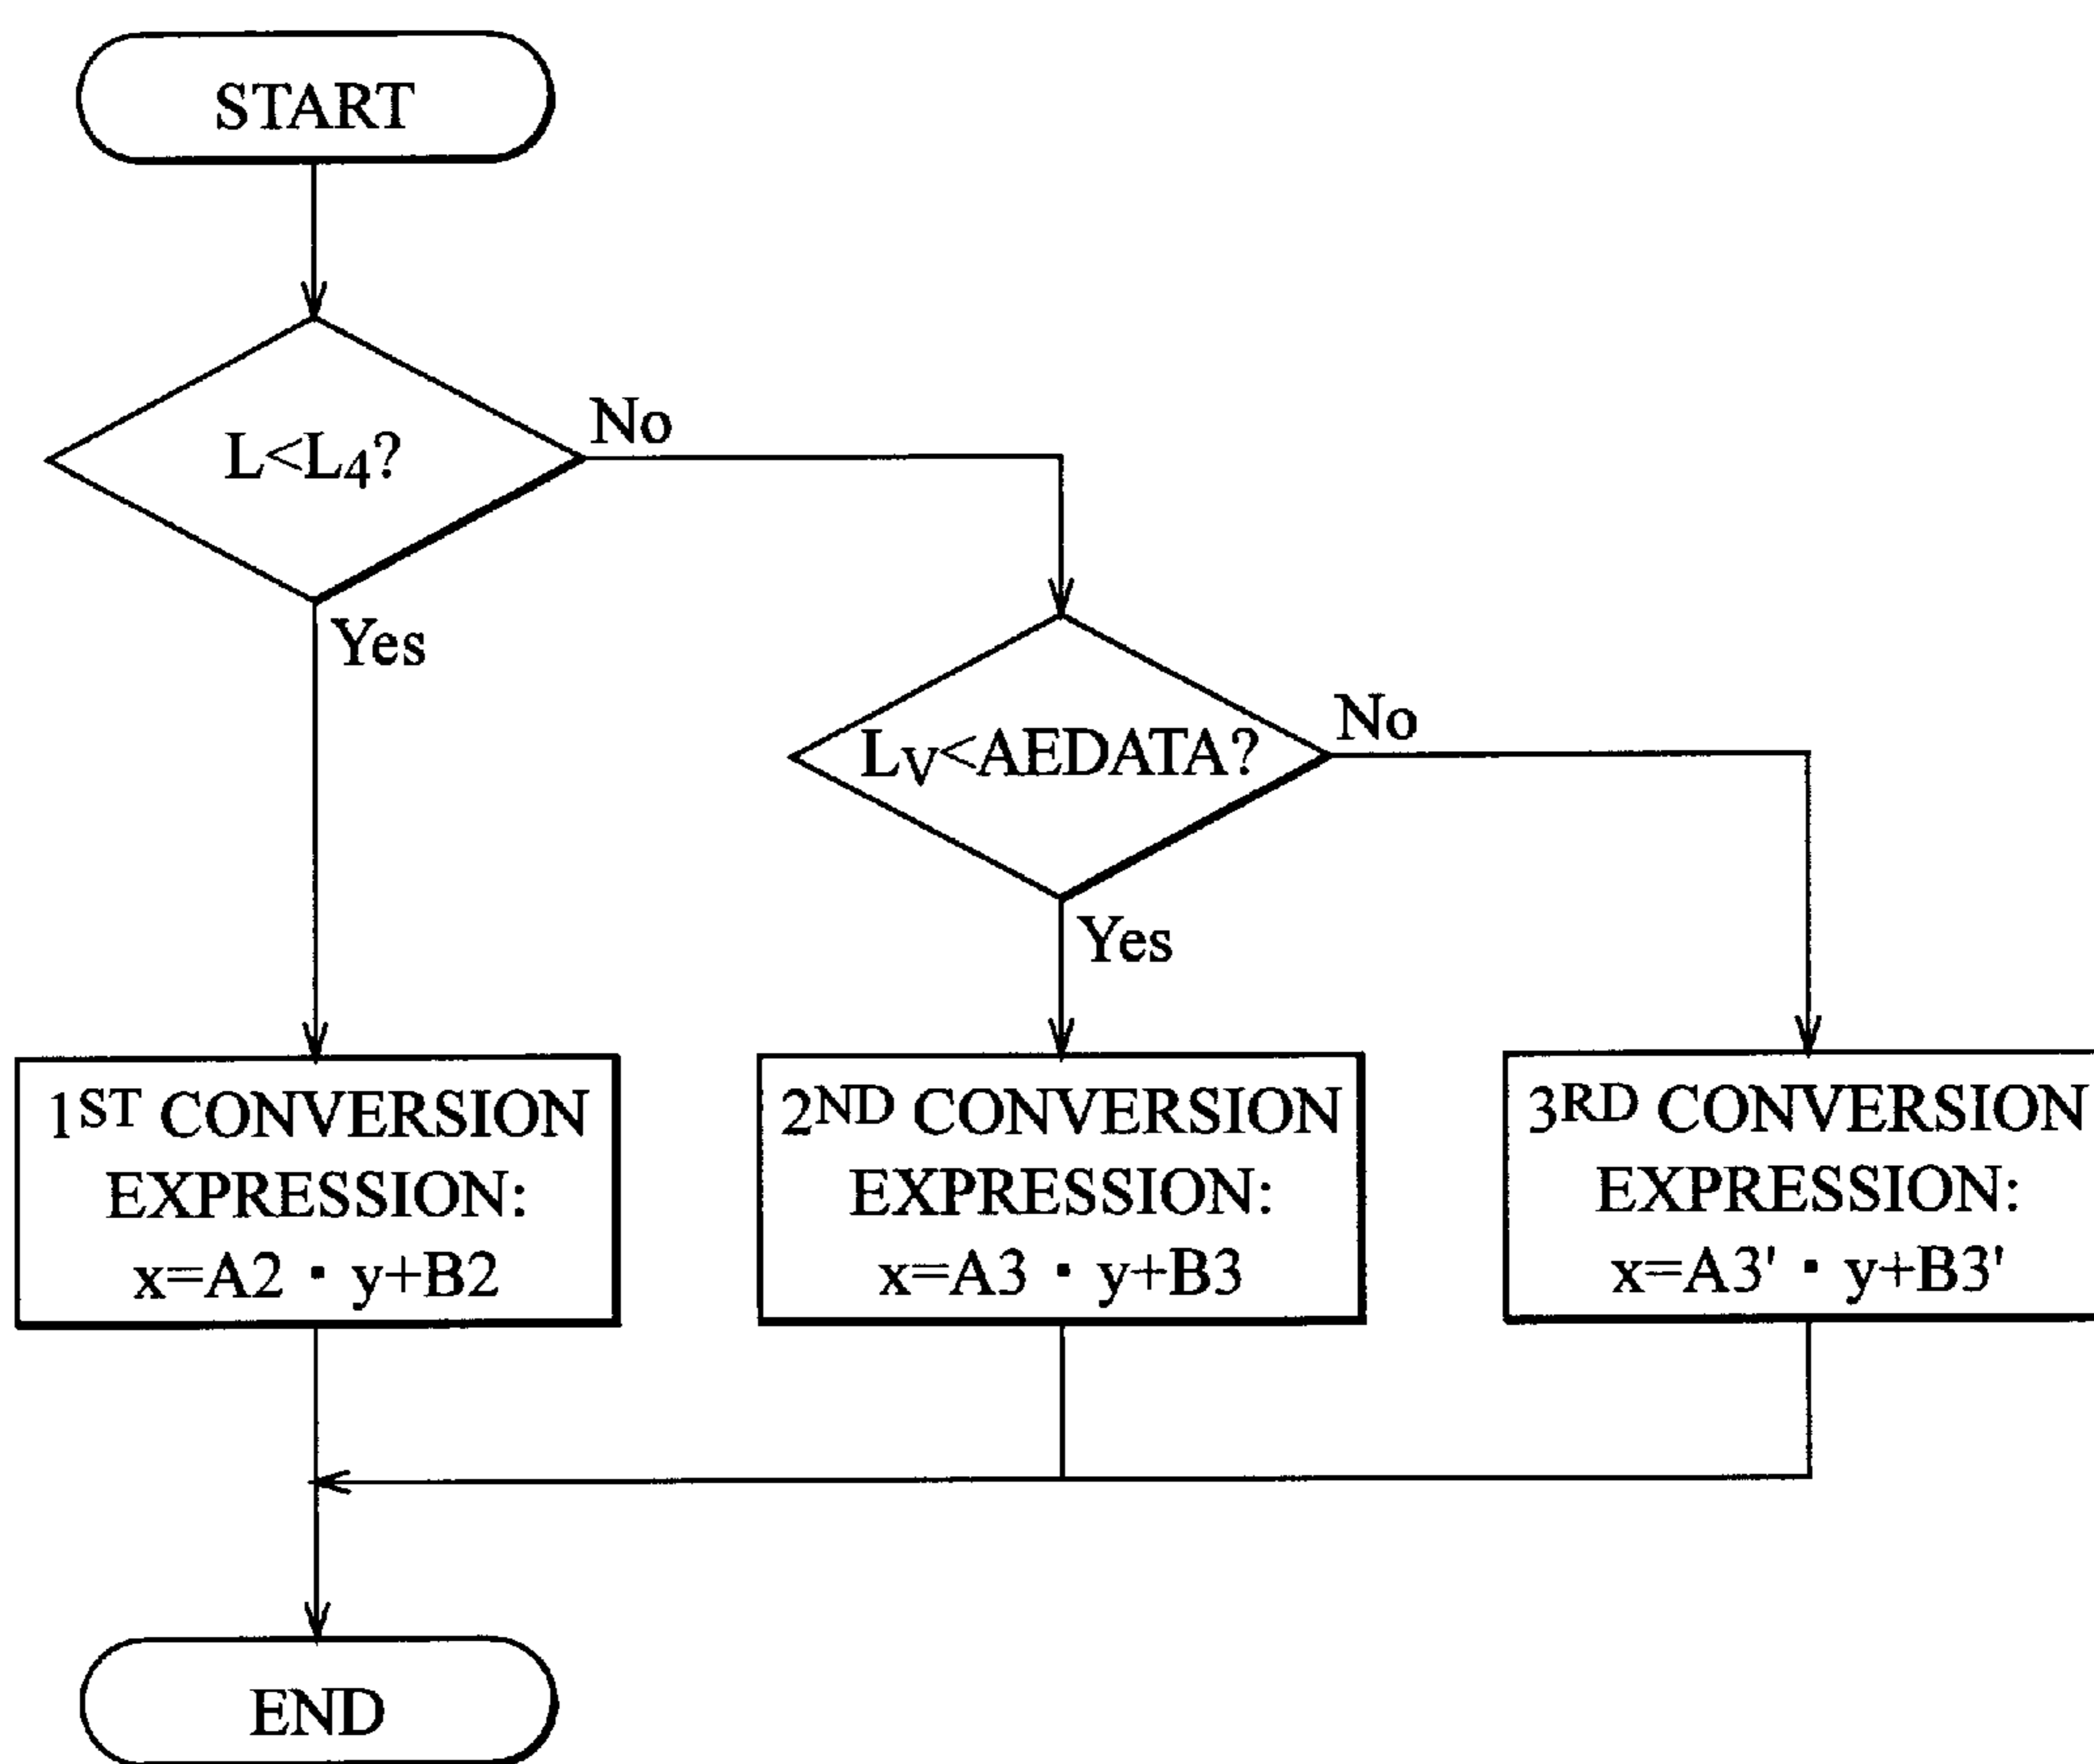 START
L<L4?
No
Yes
LV<AEDATA?
No
Yes
1ST CONVERSION
EXPRESSION:
x=A2 · y+B2
2ND CONVERSION
EXPRESSION:
x=A3 · y+B3
3RD CONVERSION
EXPRESSION:
x=A3' · y+B3'
END